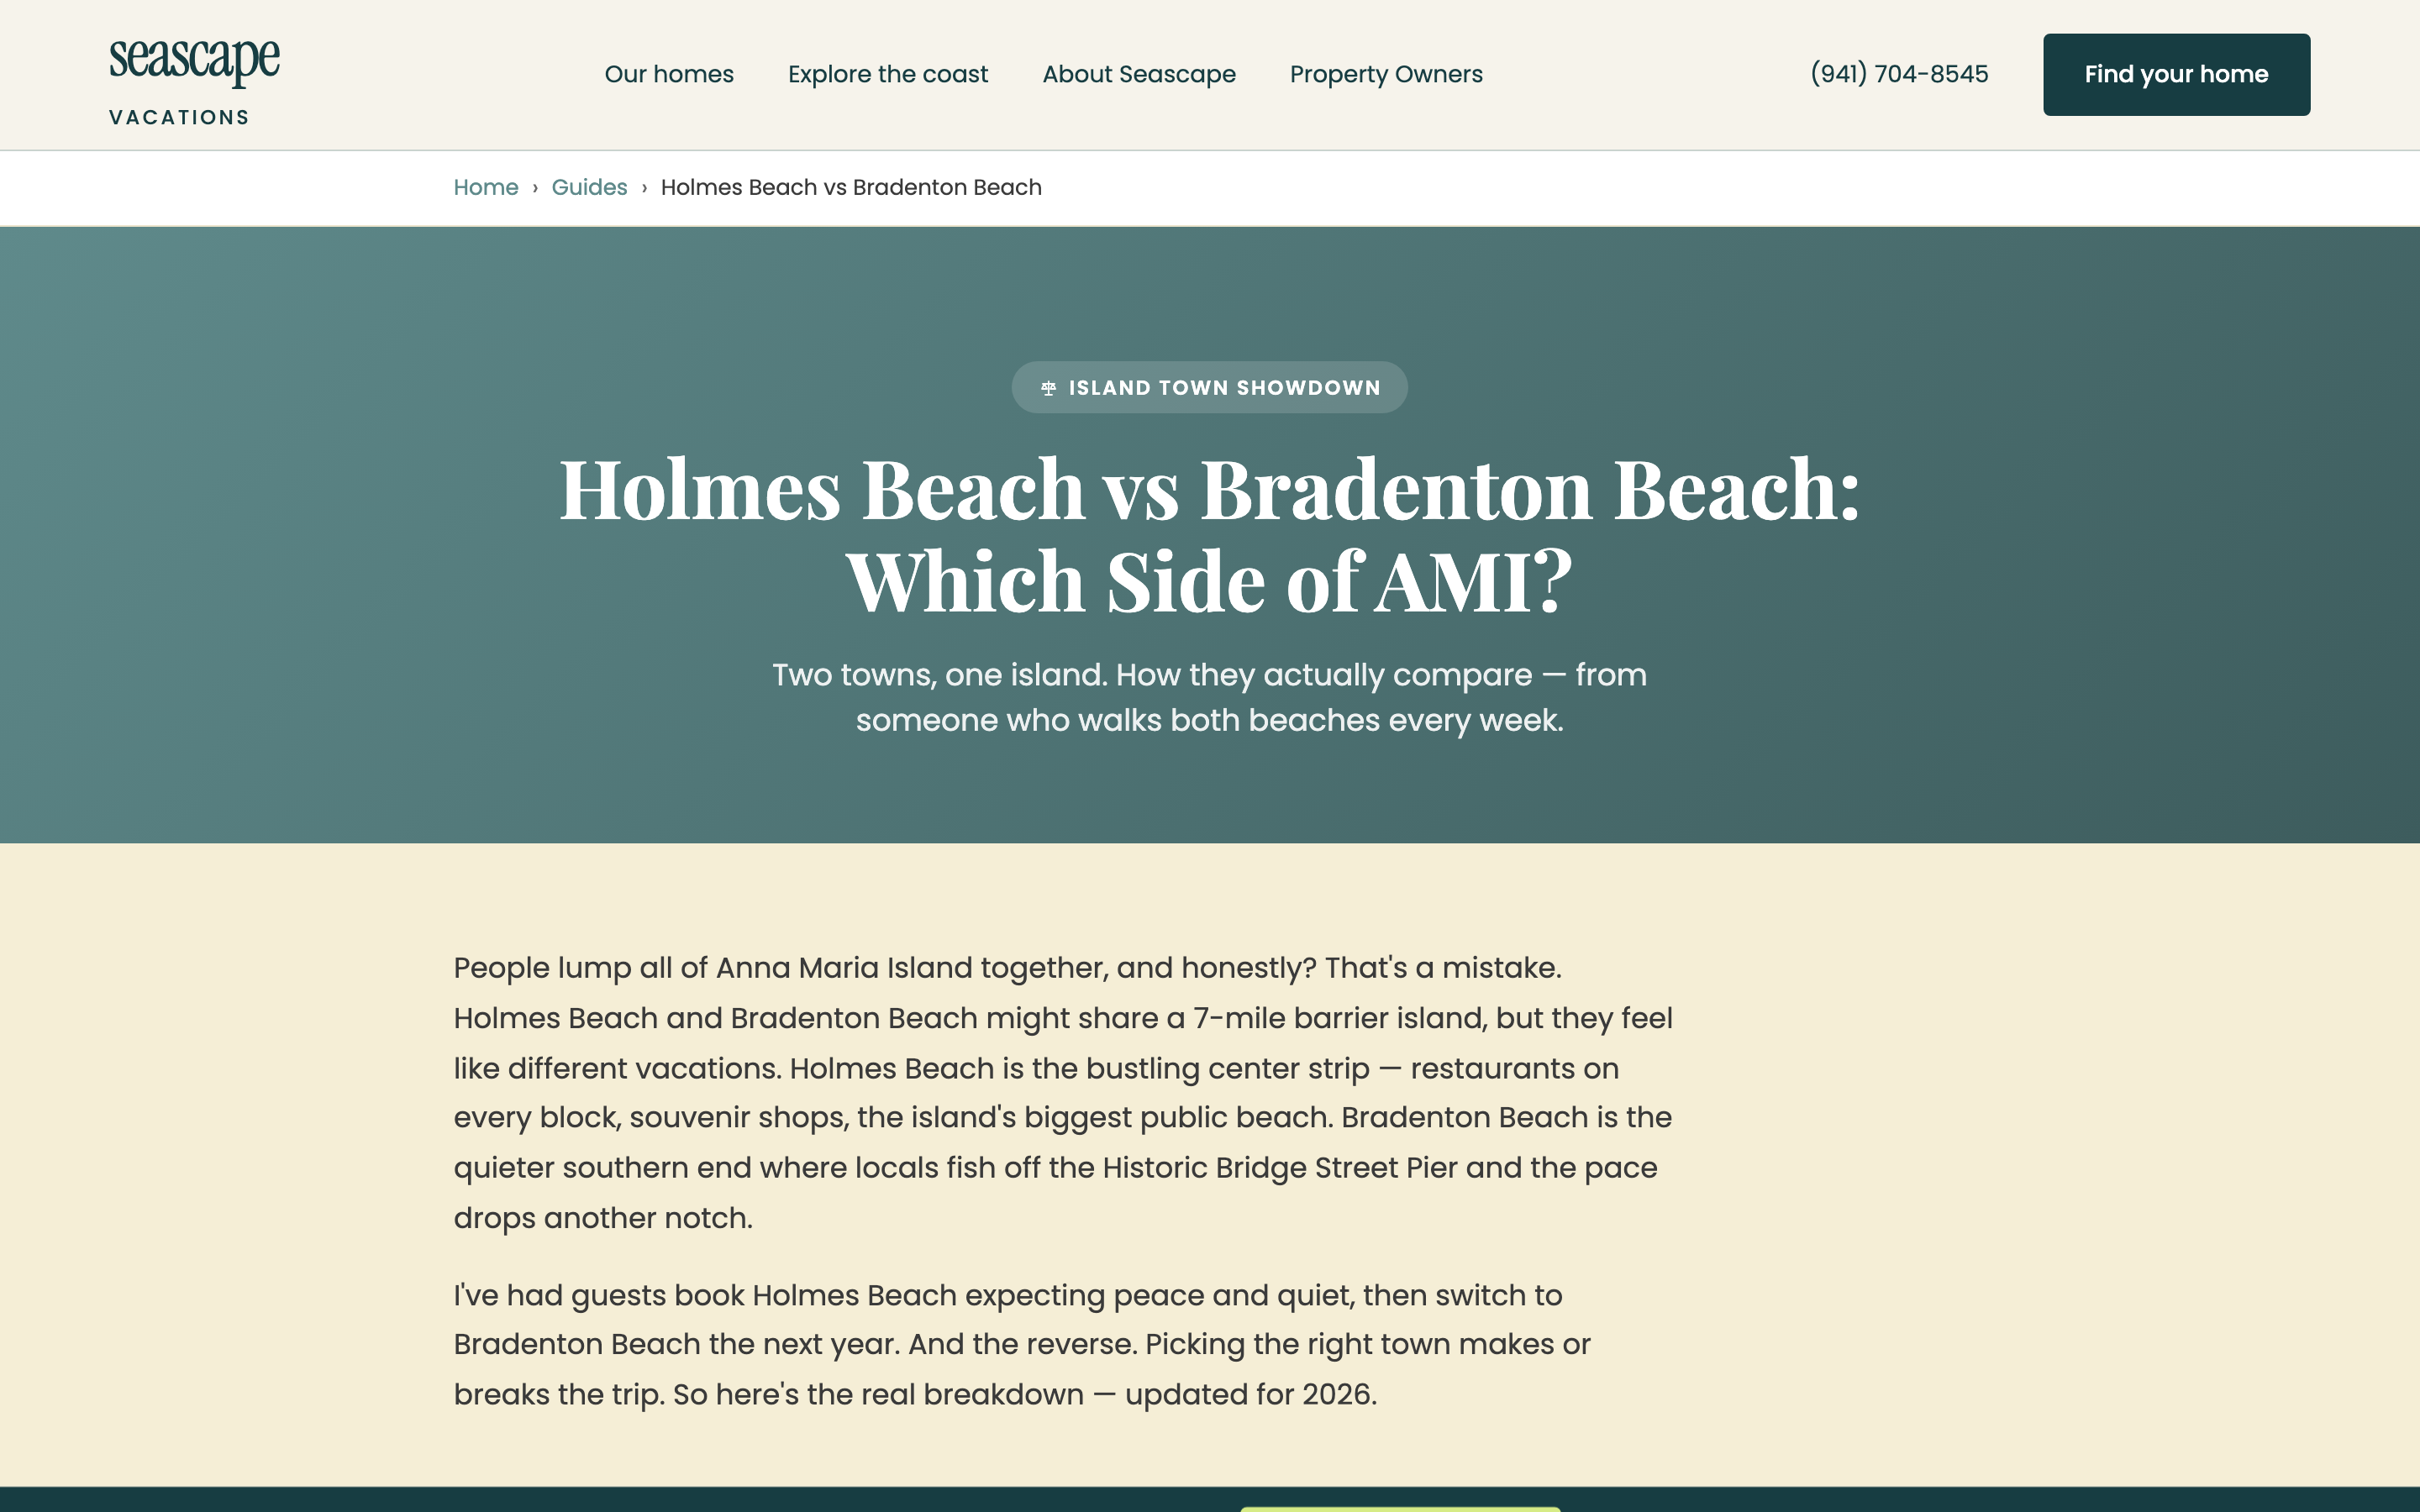 seascape
VACATIONS
Our homes
Explore the coast
About Seascape
Property Owners
(941) 704-8545
Find your home
Home › Guides › Holmes Beach vs Bradenton Beach
ISLAND TOWN SHOWDOWN
Holmes Beach vs Bradenton Beach:
Which Side of AMI?
Two towns, one island. How they actually compare — from
someone who walks both beaches every week.
People lump all of Anna Maria Island together, and honestly? That's a mistake.
Holmes Beach and Bradenton Beach might share a 7-mile barrier island, but they feel
like different vacations. Holmes Beach is the bustling center strip — restaurants on
every block, souvenir shops, the island's biggest public beach. Bradenton Beach is the
quieter southern end where locals fish off the Historic Bridge Street Pier and the pace
drops another notch.
I've had guests book Holmes Beach expecting peace and quiet, then switch to
Bradenton Beach the next year. And the reverse. Picking the right town makes or
breaks the trip. So here's the real breakdown — updated for 2026.